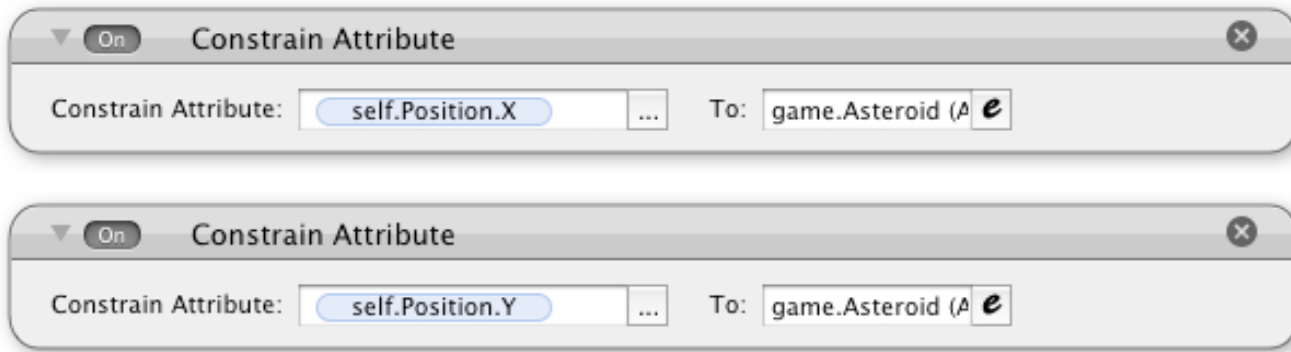 On Constrain Attribute
Constrain Attribute: self.Position.X ... To: game.Asteroid (A e
On Constrain Attribute
Constrain Attribute: self.Position.Y ... To: game.Asteroid (A e